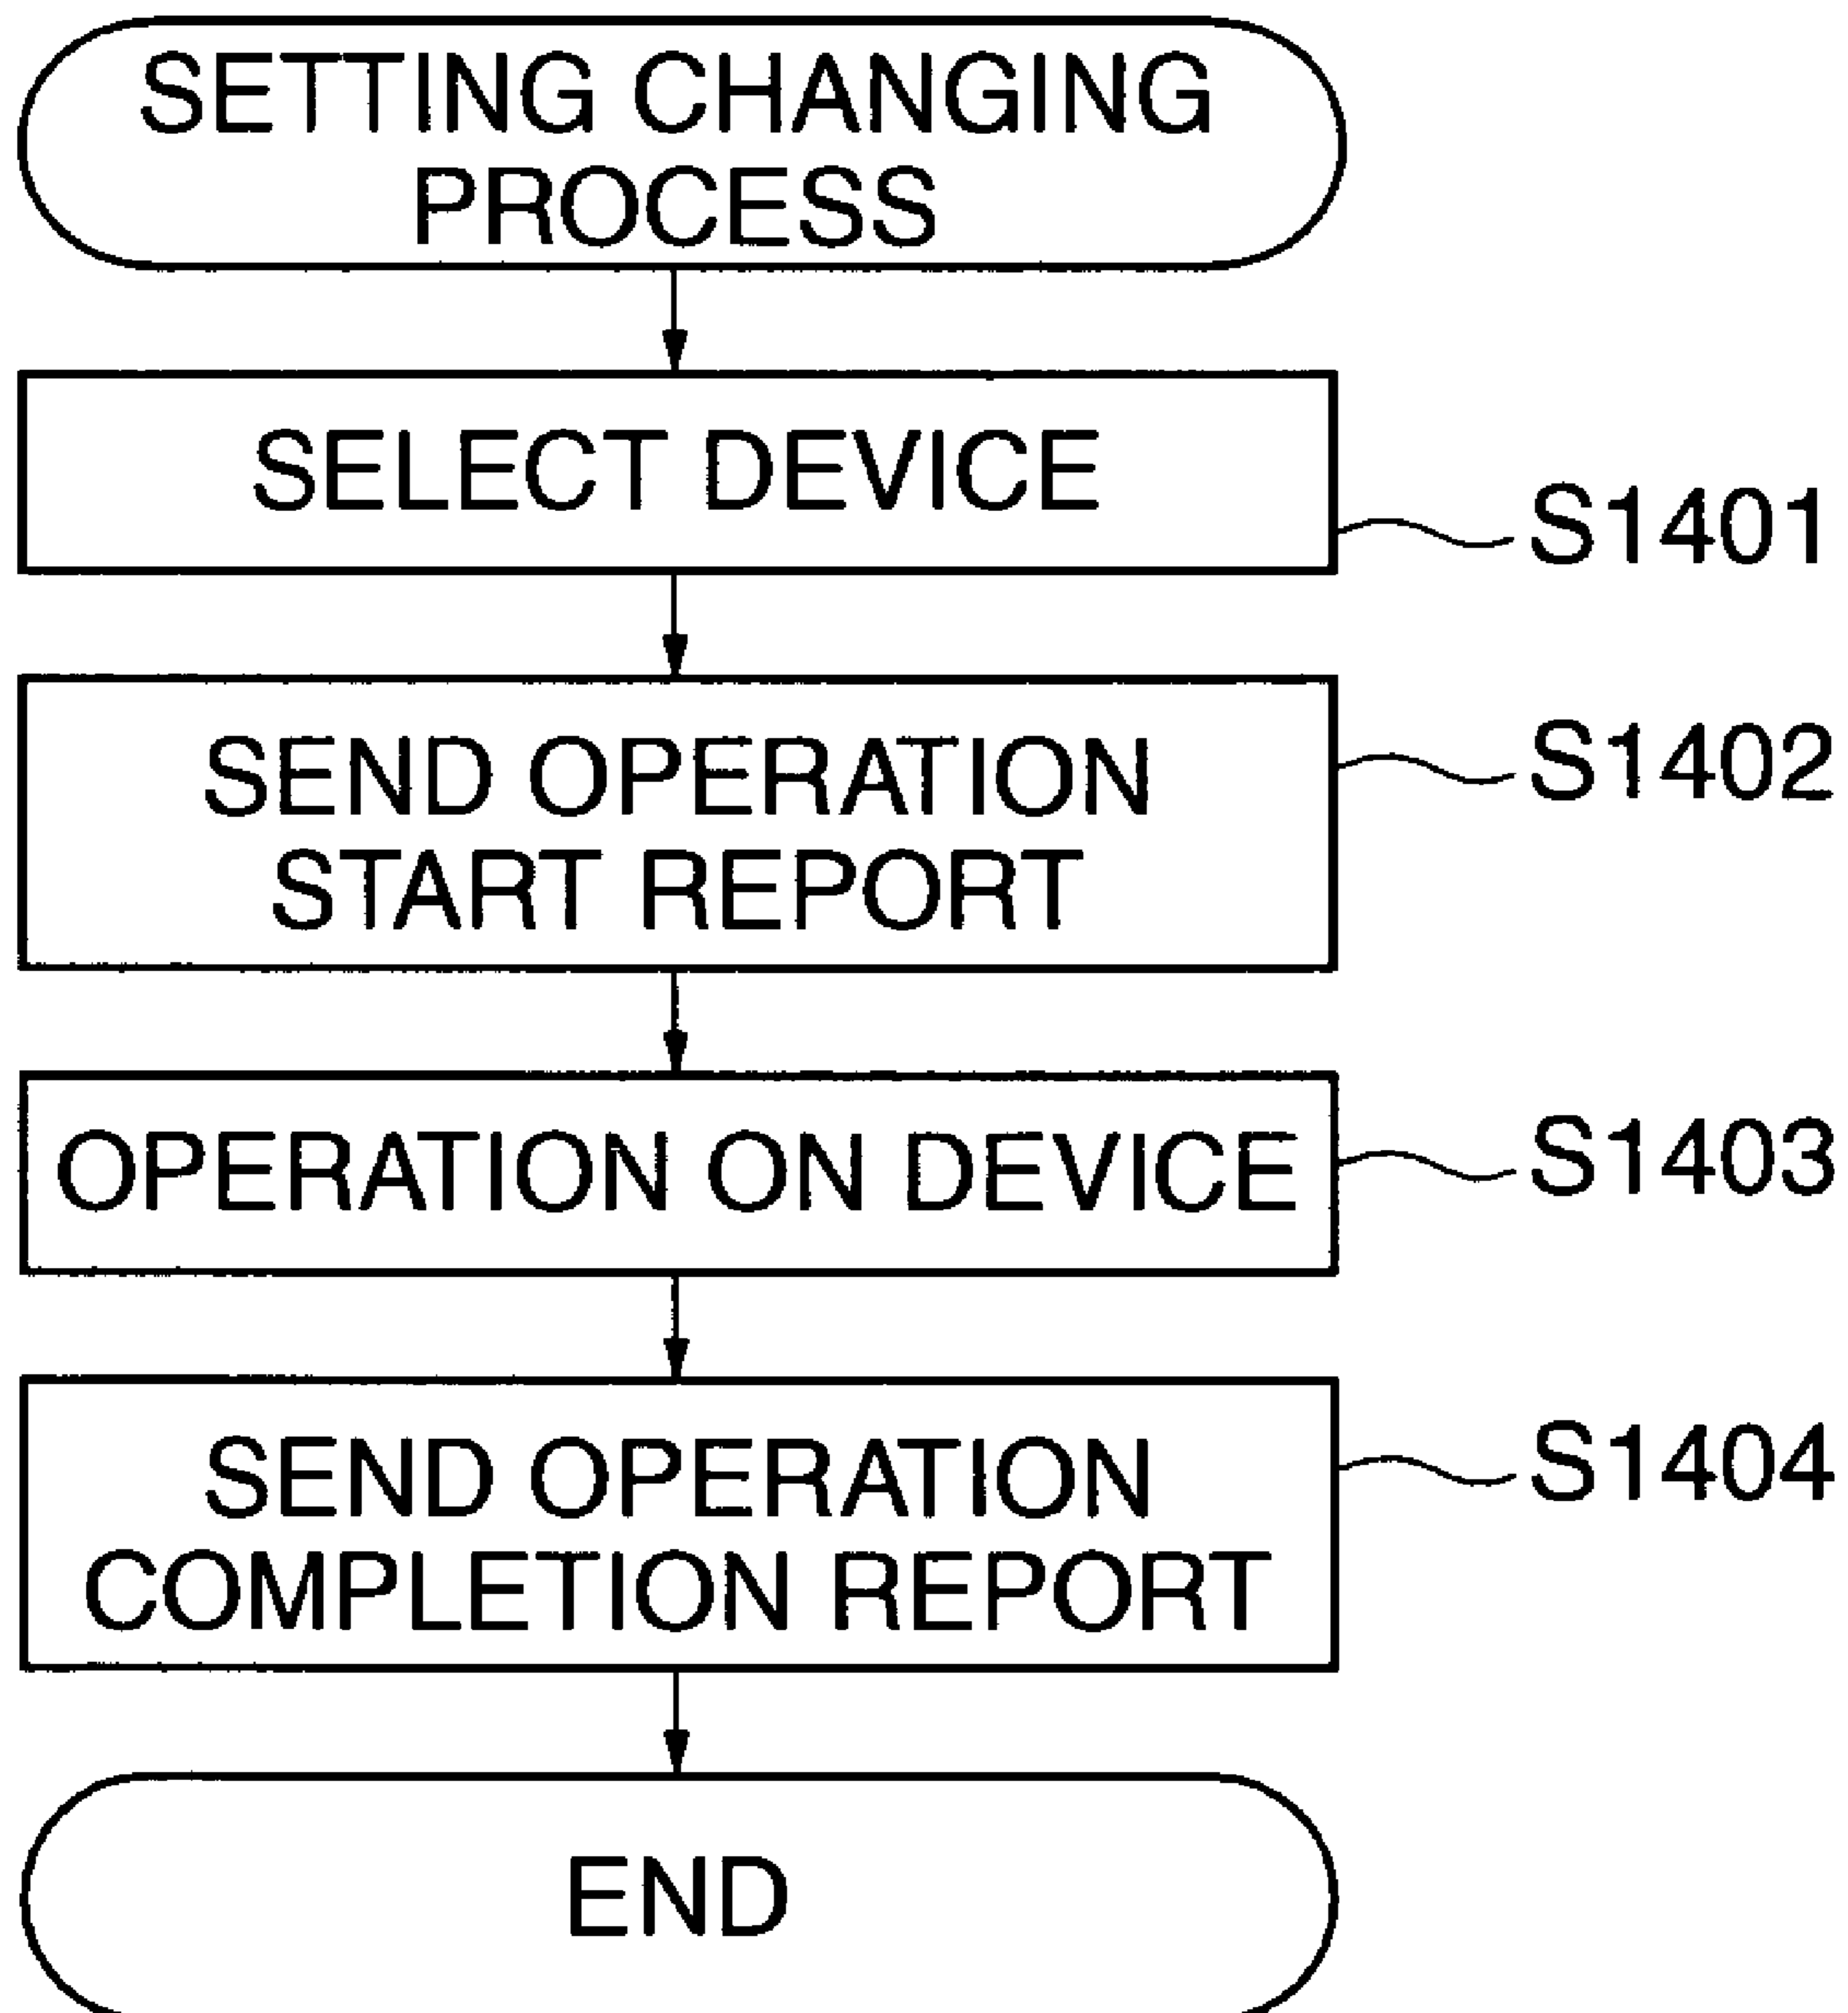 SETTING CHANGING
PROCESS
SELECT DEVICE
S1401
SEND OPERATION
START REPORT
S1402
OPERATION ON DEVICE
S1403
SEND OPERATION
COMPLETION REPORT
S1404
END